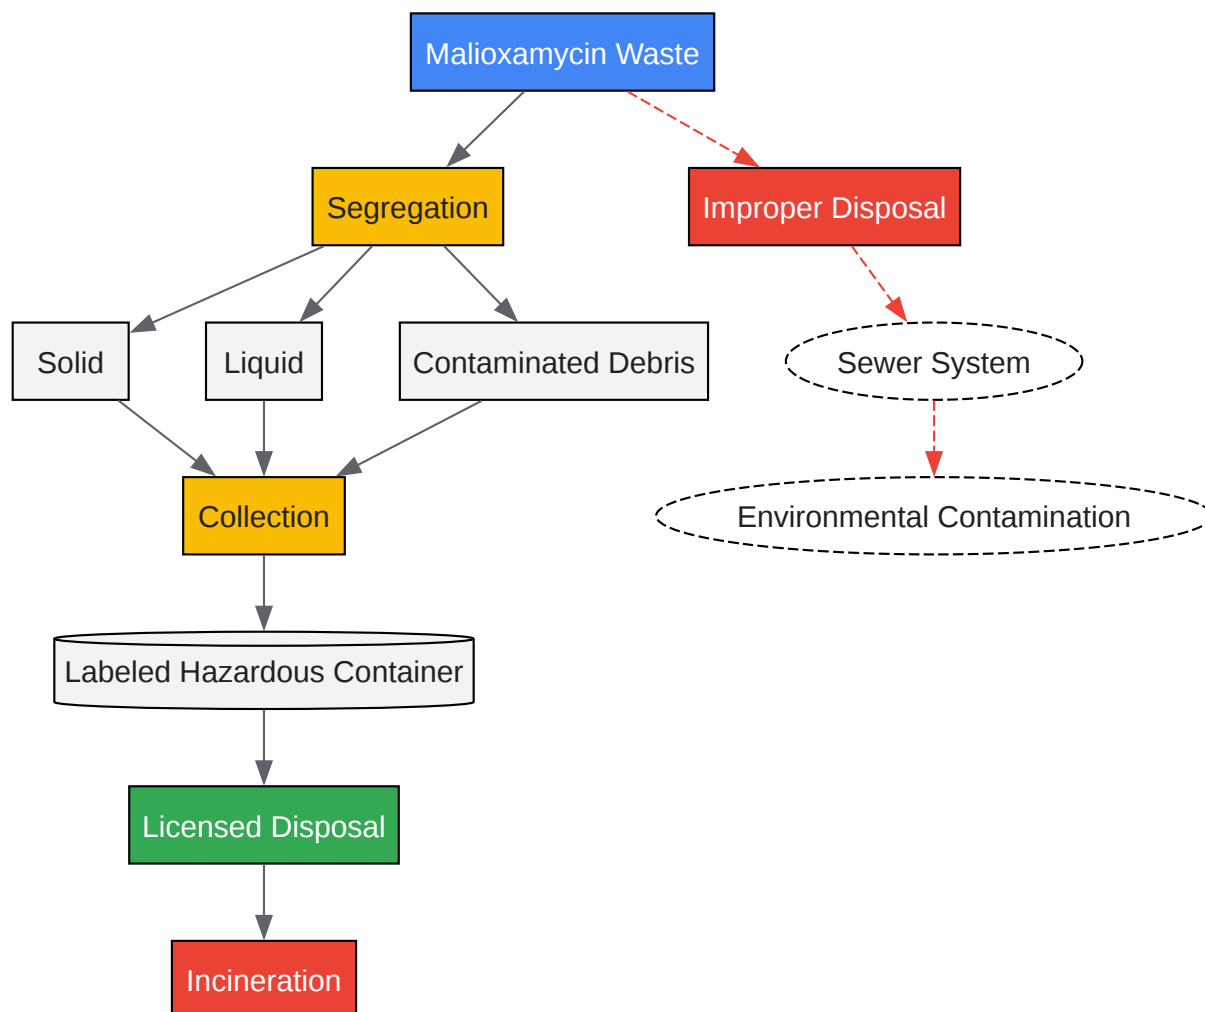 Malioxamycin Waste
Segregation
Improper Disposal
Solid
Liquid
Contaminated Debris
Sewer System
Collection
Environmental Contamination
Labeled Hazardous Container
Licensed Disposal
Incineration